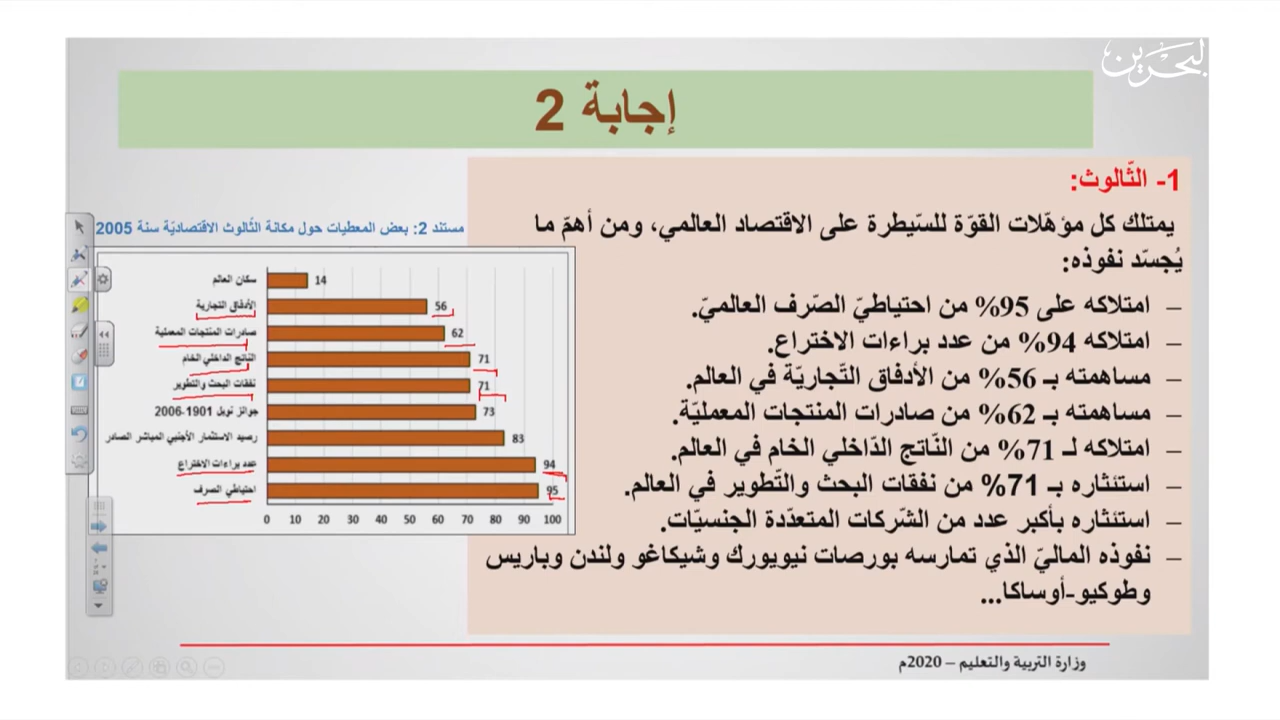 البحرين
إجابة 2
1- الثّالوث:
يمتلك كل مؤهّلات القوّة للسّيطرة على الاقتصاد العالمي، ومن أهمّ ما
يُجسّد نفوذه:
– امتلاكه على 95% من احتياطيّ الصّرف العالميّ.
– امتلاكه 94% من عدد براءات الاختراع.
– مساهمته بـ 56% من الأدفاق التّجاريّة في العالم.
– مساهمته بـ 62% من صادرات المنتجات المعمليّة.
– امتلاكه لـ 71% من النّاتج الدّاخلي الخام في العالم.
– استئثاره بـ 71% من نفقات البحث والتّطوير في العالم.
– استئثاره بأكبر عدد من الشّركات المتعدّدة الجنسيّات.
– نفوذه الماليّ الذي تمارسه بورصات نيويورك وشيكاغو ولندن وباريس
وطوكيو-أوساكا...
مستند 2: بعض المعطيات حول مكانة الثّالوث الاقتصاديّة سنة 2005
سكان العالم 14
الأدفاق التجارية 56
صادرات المنتجات المعملية 62
الناتج الداخلي الخام 71
نفقات البحث والتطوير 71
جوائز نوبل 1901-2006 73
رصيد الاستثمار الأجنبي المباشر الصادر 83
عدد براءات الاختراع 94
احتياطي الصرف 95
0 10 20 30 40 50 60 70 80 90 100
وزارة التربية والتعليم – 2020م